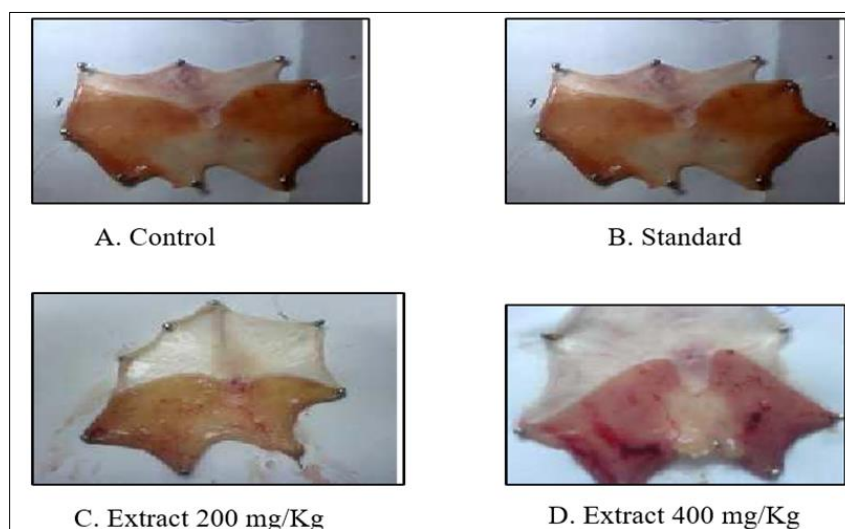 A. Control
B. Standard
C. Extract 200 mg/Kg
D. Extract 400 mg/Kg